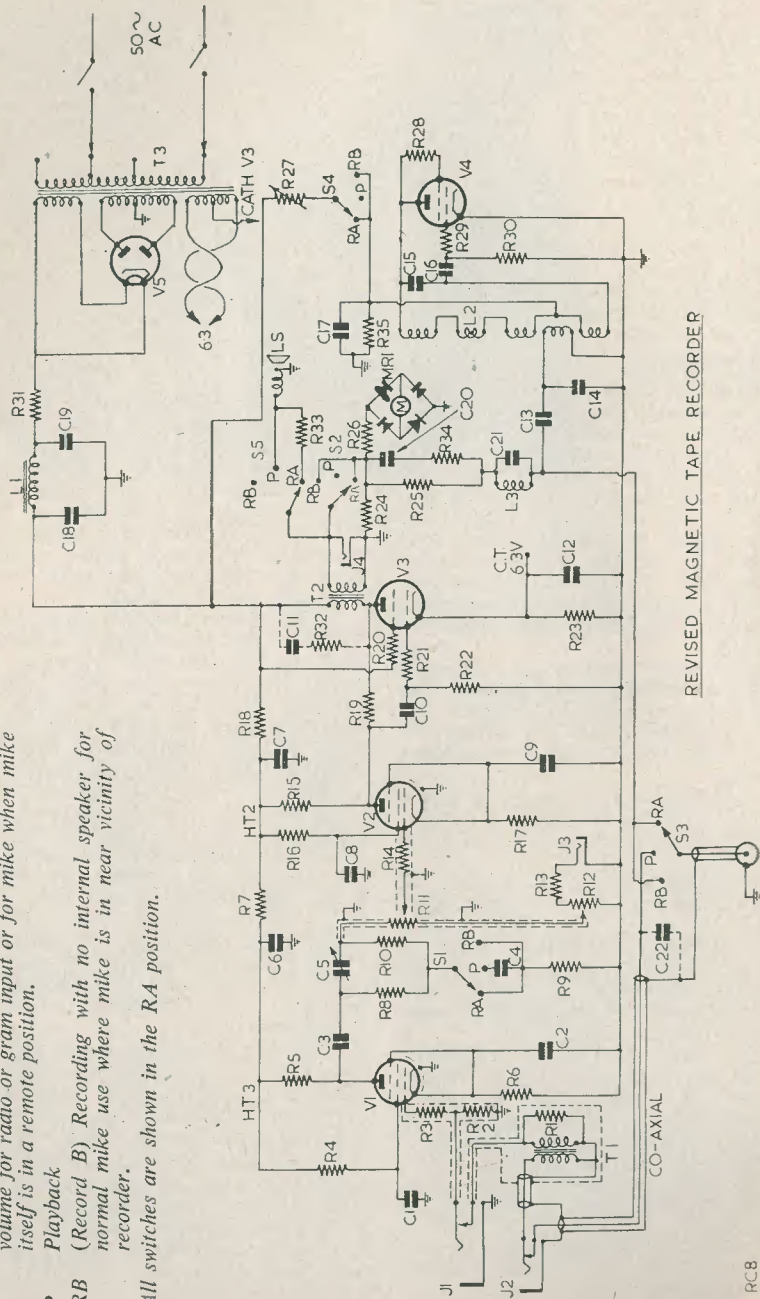 volume for radio or gram input or for mike when mike
itself is in a remote position.
P Playback
RB (Record B) Recording with no internal speaker for
normal mike use where mike is in near vicinity of
recorder.
All switches are shown in the RA position.
50~
AC
T3
CATH V3
V5
6·3
R31
L1
C19
C18
R27
S4
RB
P
RA
R28
V4
R29
C15
C16
R30
L2
C17
R35
LS
MR1
M
C20
S5
RB
P
RA
R33
S2
RB
P
RA
R26
R34
C21
C13
C14
R24
R25
L3
J4
T2
V3
C.T.
6·3V
C12
R23
C11
R32
R20
R21
R22
R18
R19
C10
C7
HT2
R15
R16
V2
C8
R14
C9
R17
J3
R13
R12
R7
C6
R11
C5
R10
R8
S1
RB
P
RA
C4
R9
C3
HT3
R5
V1
C2
R6
R4
R3
R2
R1
T1
C1
J1
J2
CO-AXIAL
RA
P
S3
RB
C22
REVISED MAGNETIC TAPE RECORDER
RC8